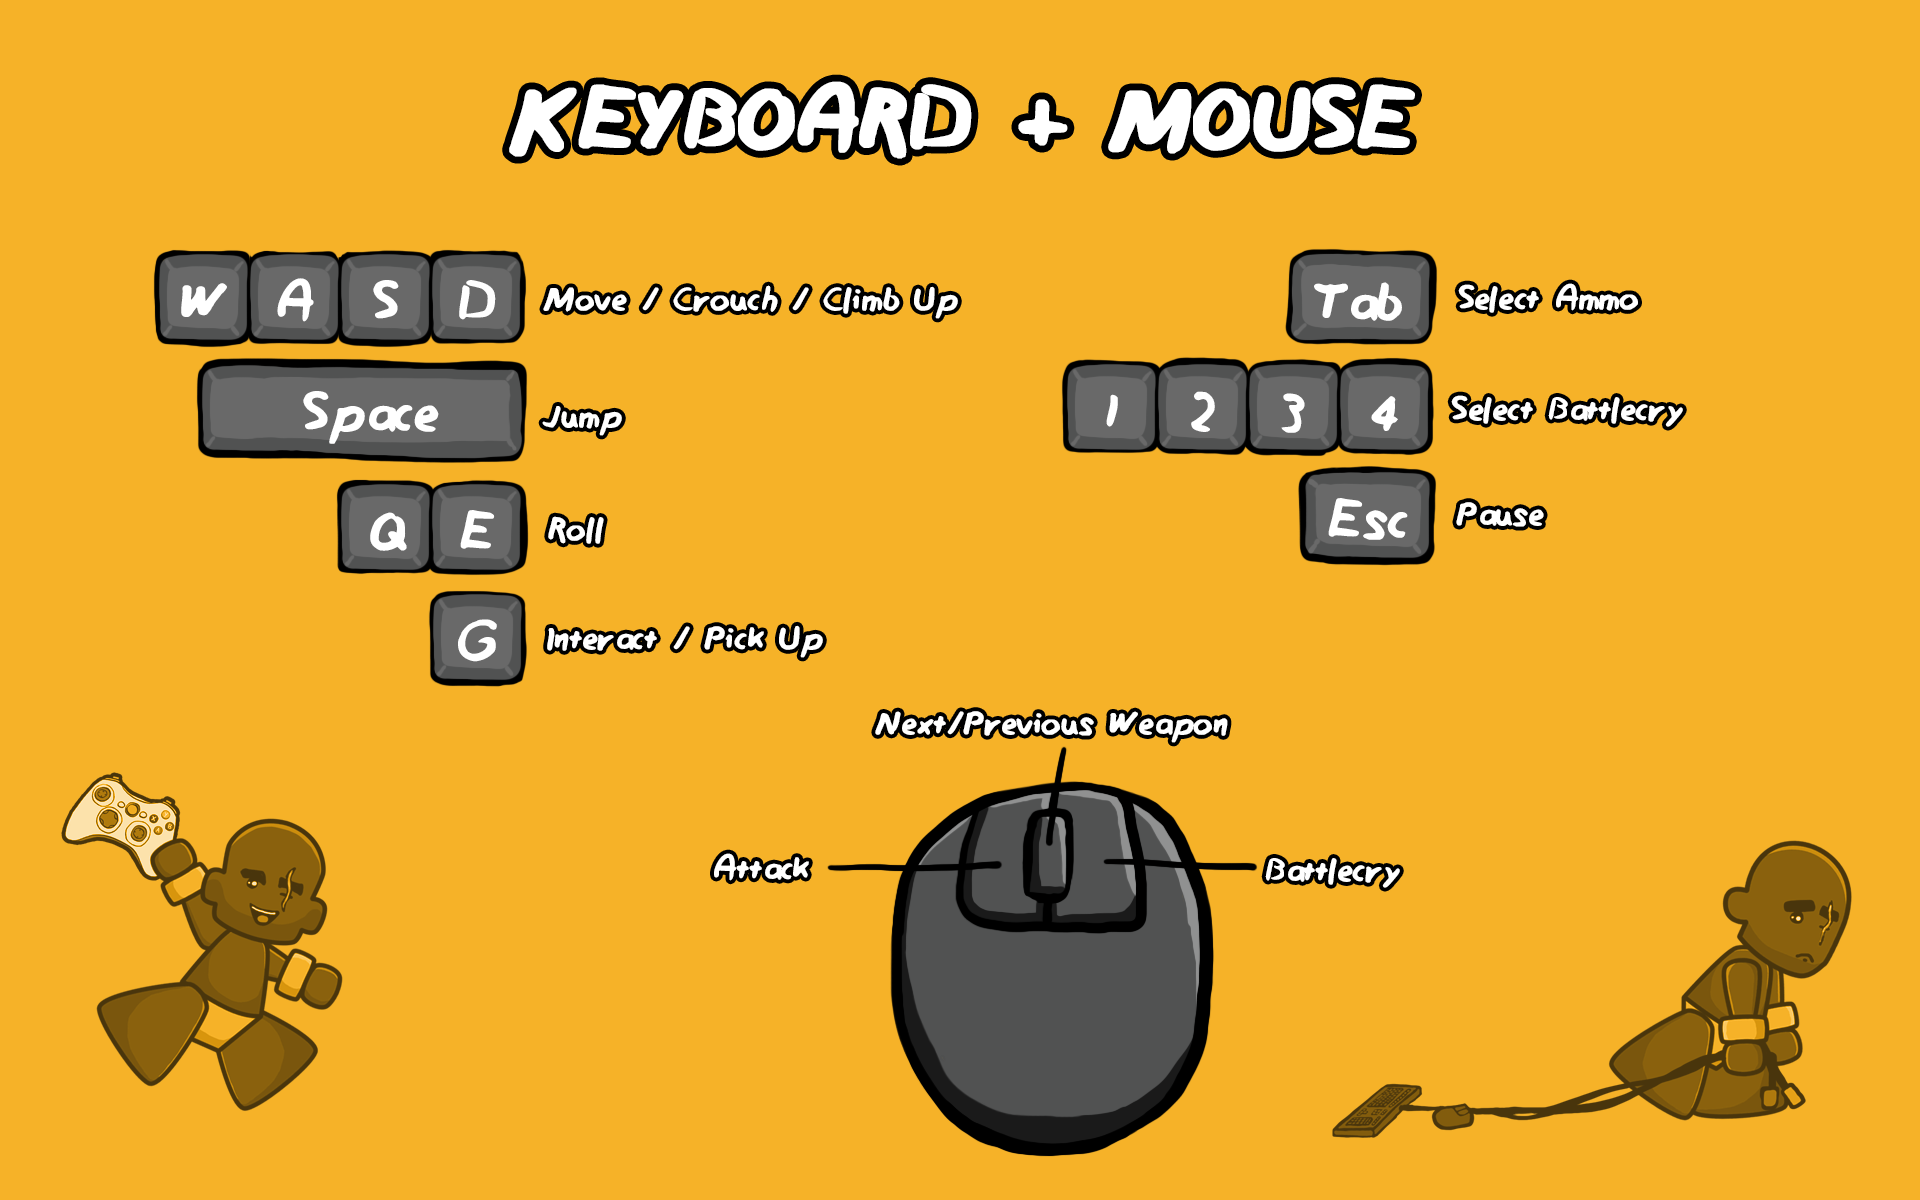 KEYBOARD + MOUSE
W A S D Move / Crouch / Climb Up
Space Jump
Q E Roll
G Interact / Pick Up
Tab Select Ammo
1 2 3 4 Select Battlecry
Esc Pause
Next/Previous Weapon
Attack
Battlecry